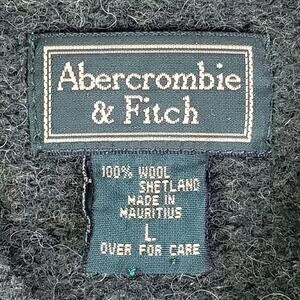 Abercrombie
& Fitch
100% WOOL
SHETLAND
MADE IN
MAURITIUS
L
OVER FOR CARE